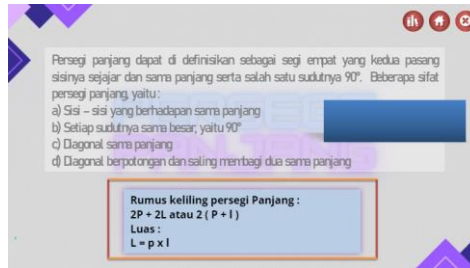 Persegi panjang dapat di definisikan sebagai segi empat yang kedua pasang
sisinya sejajar dan sama panjang serta salah satu sudutnya 90°. Beberapa sifat
persegi panjang, yaitu :
a) Sisi – sisi yang berhadapan sama panjang
b) Setiap sudutnya sama besar, yaitu 90°
c) Diagonal sama panjang
d) Diagonal berpotongan dan saling membagi dua sama panjang
Rumus keliling persegi Panjang :
2P + 2L atau 2 ( P + l )
Luas :
L = p x l